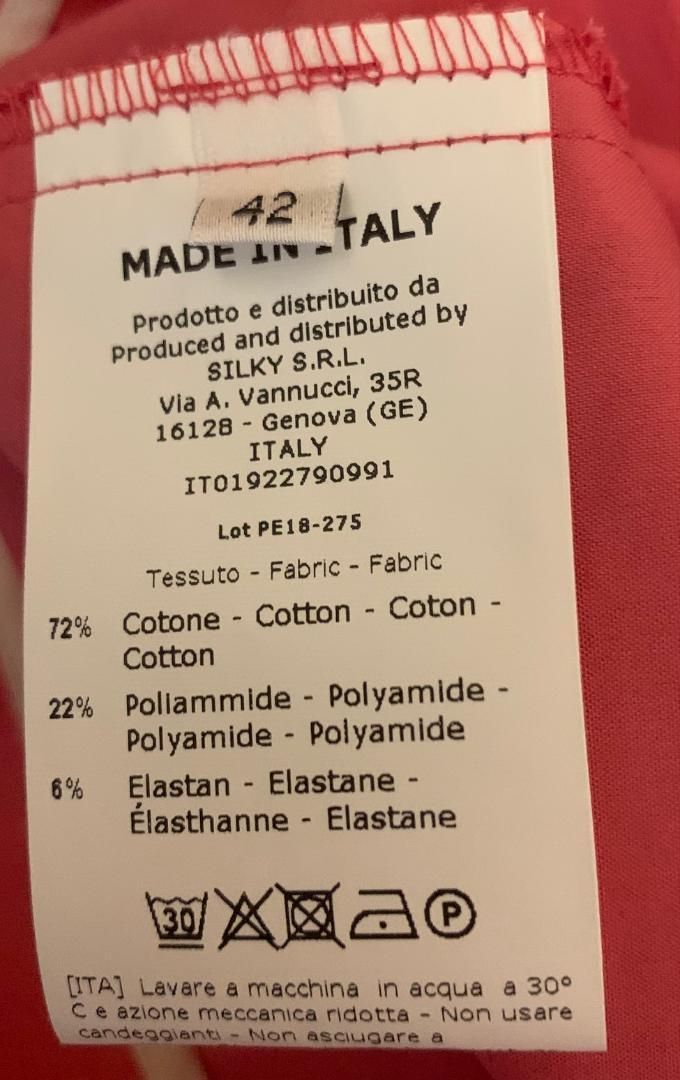 42
MADE IN ITALY
Prodotto e distribuito da
Produced and distributed by
SILKY S.R.L.
Via A. Vannucci, 35R
16128 - Genova (GE)
ITALY
IT01922790991
Lot PE18-275
Tessuto - Fabric - Fabric
72% Cotone - Cotton - Coton -
Cotton
22% Poliammide - Polyamide -
Polyamide - Polyamide
6% Elastan - Elastane -
Élasthanne - Elastane
30 P
[ITA] Lavare a macchina in acqua a 30°
C e azione meccanica ridotta - Non usare
candeggianti - Non asciugare a